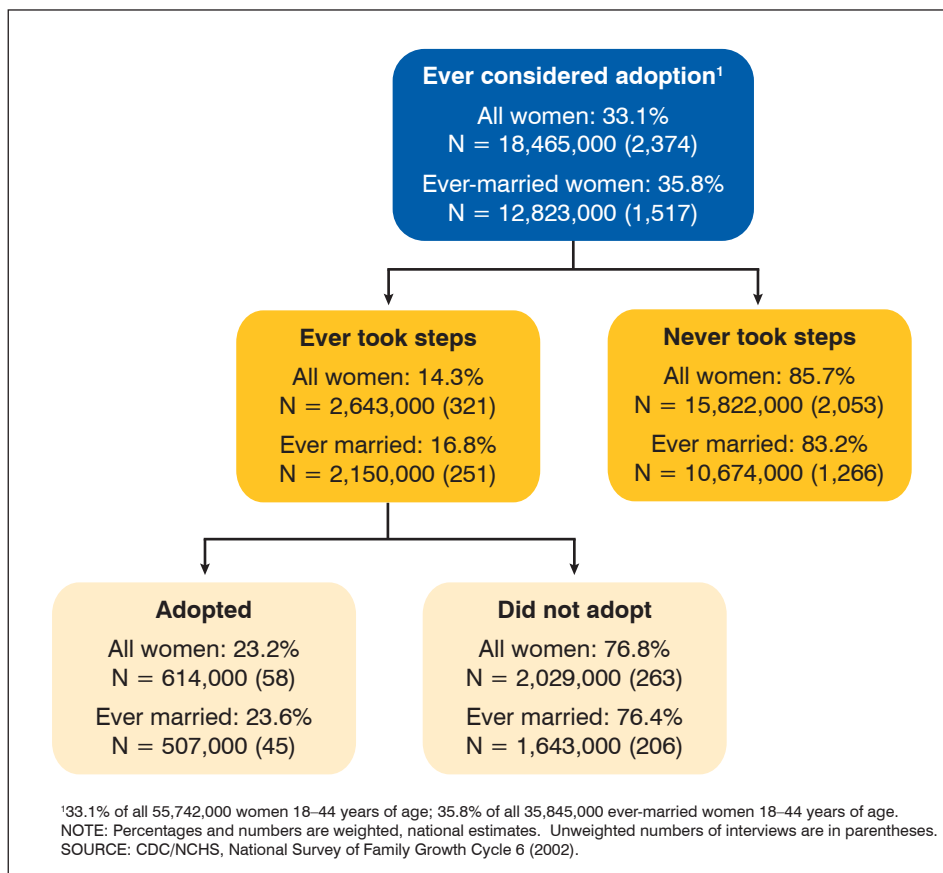 Ever considered adoption¹
All women: 33.1%
N = 18,465,000 (2,374)
Ever-married women: 35.8%
N = 12,823,000 (1,517)
Ever took steps
All women: 14.3%
N = 2,643,000 (321)
Ever married: 16.8%
N = 2,150,000 (251)
Never took steps
All women: 85.7%
N = 15,822,000 (2,053)
Ever married: 83.2%
N = 10,674,000 (1,266)
Adopted
All women: 23.2%
N = 614,000 (58)
Ever married: 23.6%
N = 507,000 (45)
Did not adopt
All women: 76.8%
N = 2,029,000 (263)
Ever married: 76.4%
N = 1,643,000 (206)
¹33.1% of all 55,742,000 women 18–44 years of age; 35.8% of all 35,845,000 ever-married women 18–44 years of age.
NOTE: Percentages and numbers are weighted, national estimates. Unweighted numbers of interviews are in parentheses.
SOURCE: CDC/NCHS, National Survey of Family Growth Cycle 6 (2002).